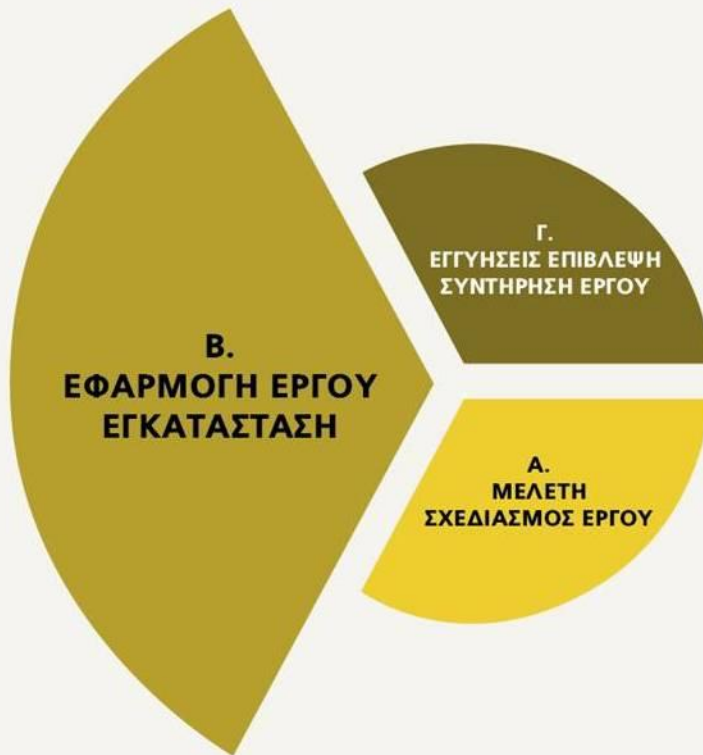 Γ.
ΕΓΓΥΗΣΕΙΣ ΕΠΙΒΛΕΨΗ
ΣΥΝΤΗΡΗΣΗ ΕΡΓΟΥ
Β.
ΕΦΑΡΜΟΓΗ ΕΡΓΟΥ
ΕΓΚΑΤΑΣΤΑΣΗ
Α.
ΜΕΛΕΤΗ
ΣΧΕΔΙΑΣΜΟΣ ΕΡΓΟΥ